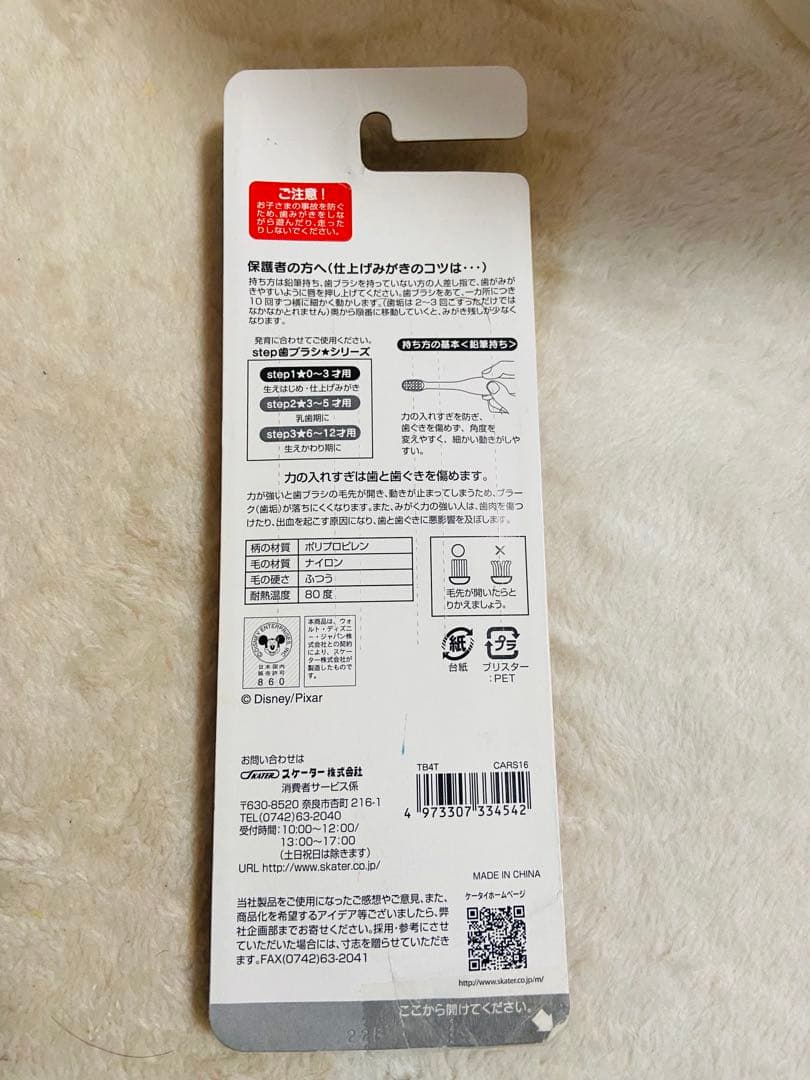 ご注意！
お子さまの事故を防ぐ
ため、歯みがきをしな
がら遊んだり、走った
りしないでください。
保護者の方へ(仕上げみがきのコツは･･･)
持ち方は鉛筆持ち、歯ブラシを持っていない方の人差し指で、歯がみが
きやすいように唇を押し上げてください。歯ブラシをあて、一カ所につき
10回ずつ横に細かく動かします。(歯垢は2〜3回こすっただけでは
なかなかとれません)奥から順番に移動していくと、みがき残しが少なく
なります。
発育に合わせてご使用ください。
step歯ブラシ★シリーズ
step1★0〜3才用
生えはじめ・仕上げみがき
step2★3〜5才用
乳歯期に
step3★6〜12才用
生えかわり期に
持ち方の基本<鉛筆持ち>
力の入れすぎを防ぎ、
歯ぐきを傷めず、角度を
変えやすく、細かい動きがしや
すい。
力の入れすぎは歯と歯ぐきを傷めます。
力が強いと歯ブラシの毛先が開き、動きが止まってしまうため、プラー
ク(歯垢)が落ちにくくなります。また、みがく力の強い人は、歯肉を傷つ
けたり、出血を起こす原因になり、歯と歯ぐきに悪影響を及ぼします。
柄の材質 ポリプロピレン
毛の材質 ナイロン
毛の硬さ ふつう
耐熱温度 80度
○ ×
毛先が開いたらと
りかえましょう。
©DISNEY ENTERPRISES INC.
日本国内
販売許可
860
本商品は、ウォ
ルト・ディズニ
ー・ジャパン株
式会社との契約
により、スケー
ター株式会社が
製造したもので
す。
紙
台紙
プラ
ブリスター
:PET
© Disney/Pixar
お問い合わせは
SKATER スケーター株式会社
消費者サービス係
〒630-8520 奈良市杏町216-1
TEL(0742)63-2040
受付時間:10:00〜12:00/
13:00〜17:00
(土日祝日は除きます)
URL http://www.skater.co.jp/
TB4T CARS16
4 973307 334542
MADE IN CHINA
ケータイホームページ
http://www.skater.co.jp/m/
当社製品をご使用になったご感想やご意見、また、
商品化を希望するアイデア等ございましたら、弊
社企画部までお寄せください。採用・参考にさせ
ていただいた場合には、寸志を贈らせていただき
ます。FAX(0742)63-2041
ここから開けてください。